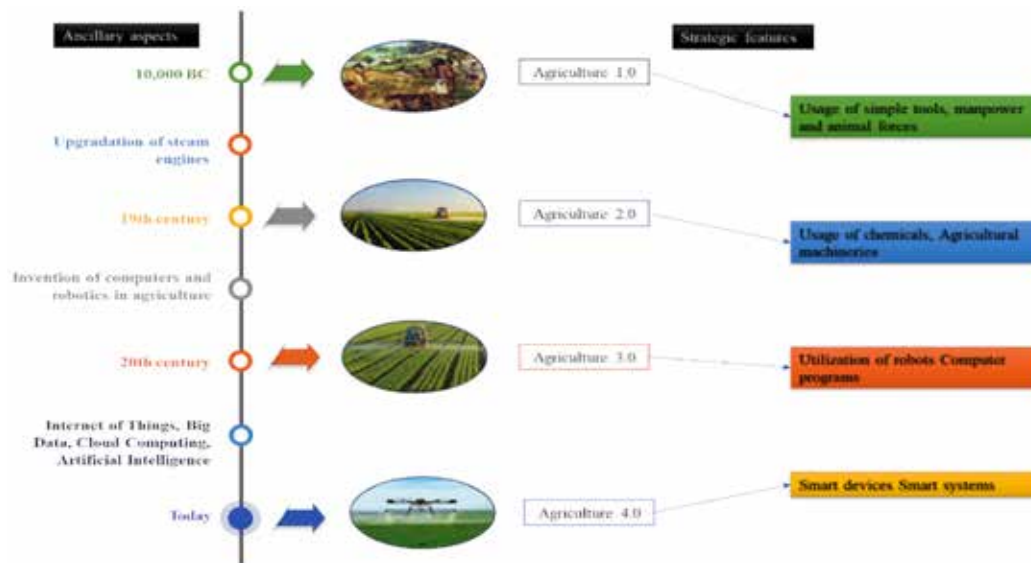 Ancillary aspects
Strategic features
10,000 BC
Agriculture 1.0
Usage of simple tools, manpower
and animal forces
Upgradation of steam
engines
19th century
Agriculture 2.0
Usage of chemicals, Agricultural
machineries
Invention of computers and
robotics in agriculture
20th century
Agriculture 3.0
Utilization of robots Computer
programs
Internet of Things, Big
Data, Cloud Computing,
Artificial Intelligence
Today
Agriculture 4.0
Smart devices Smart systems